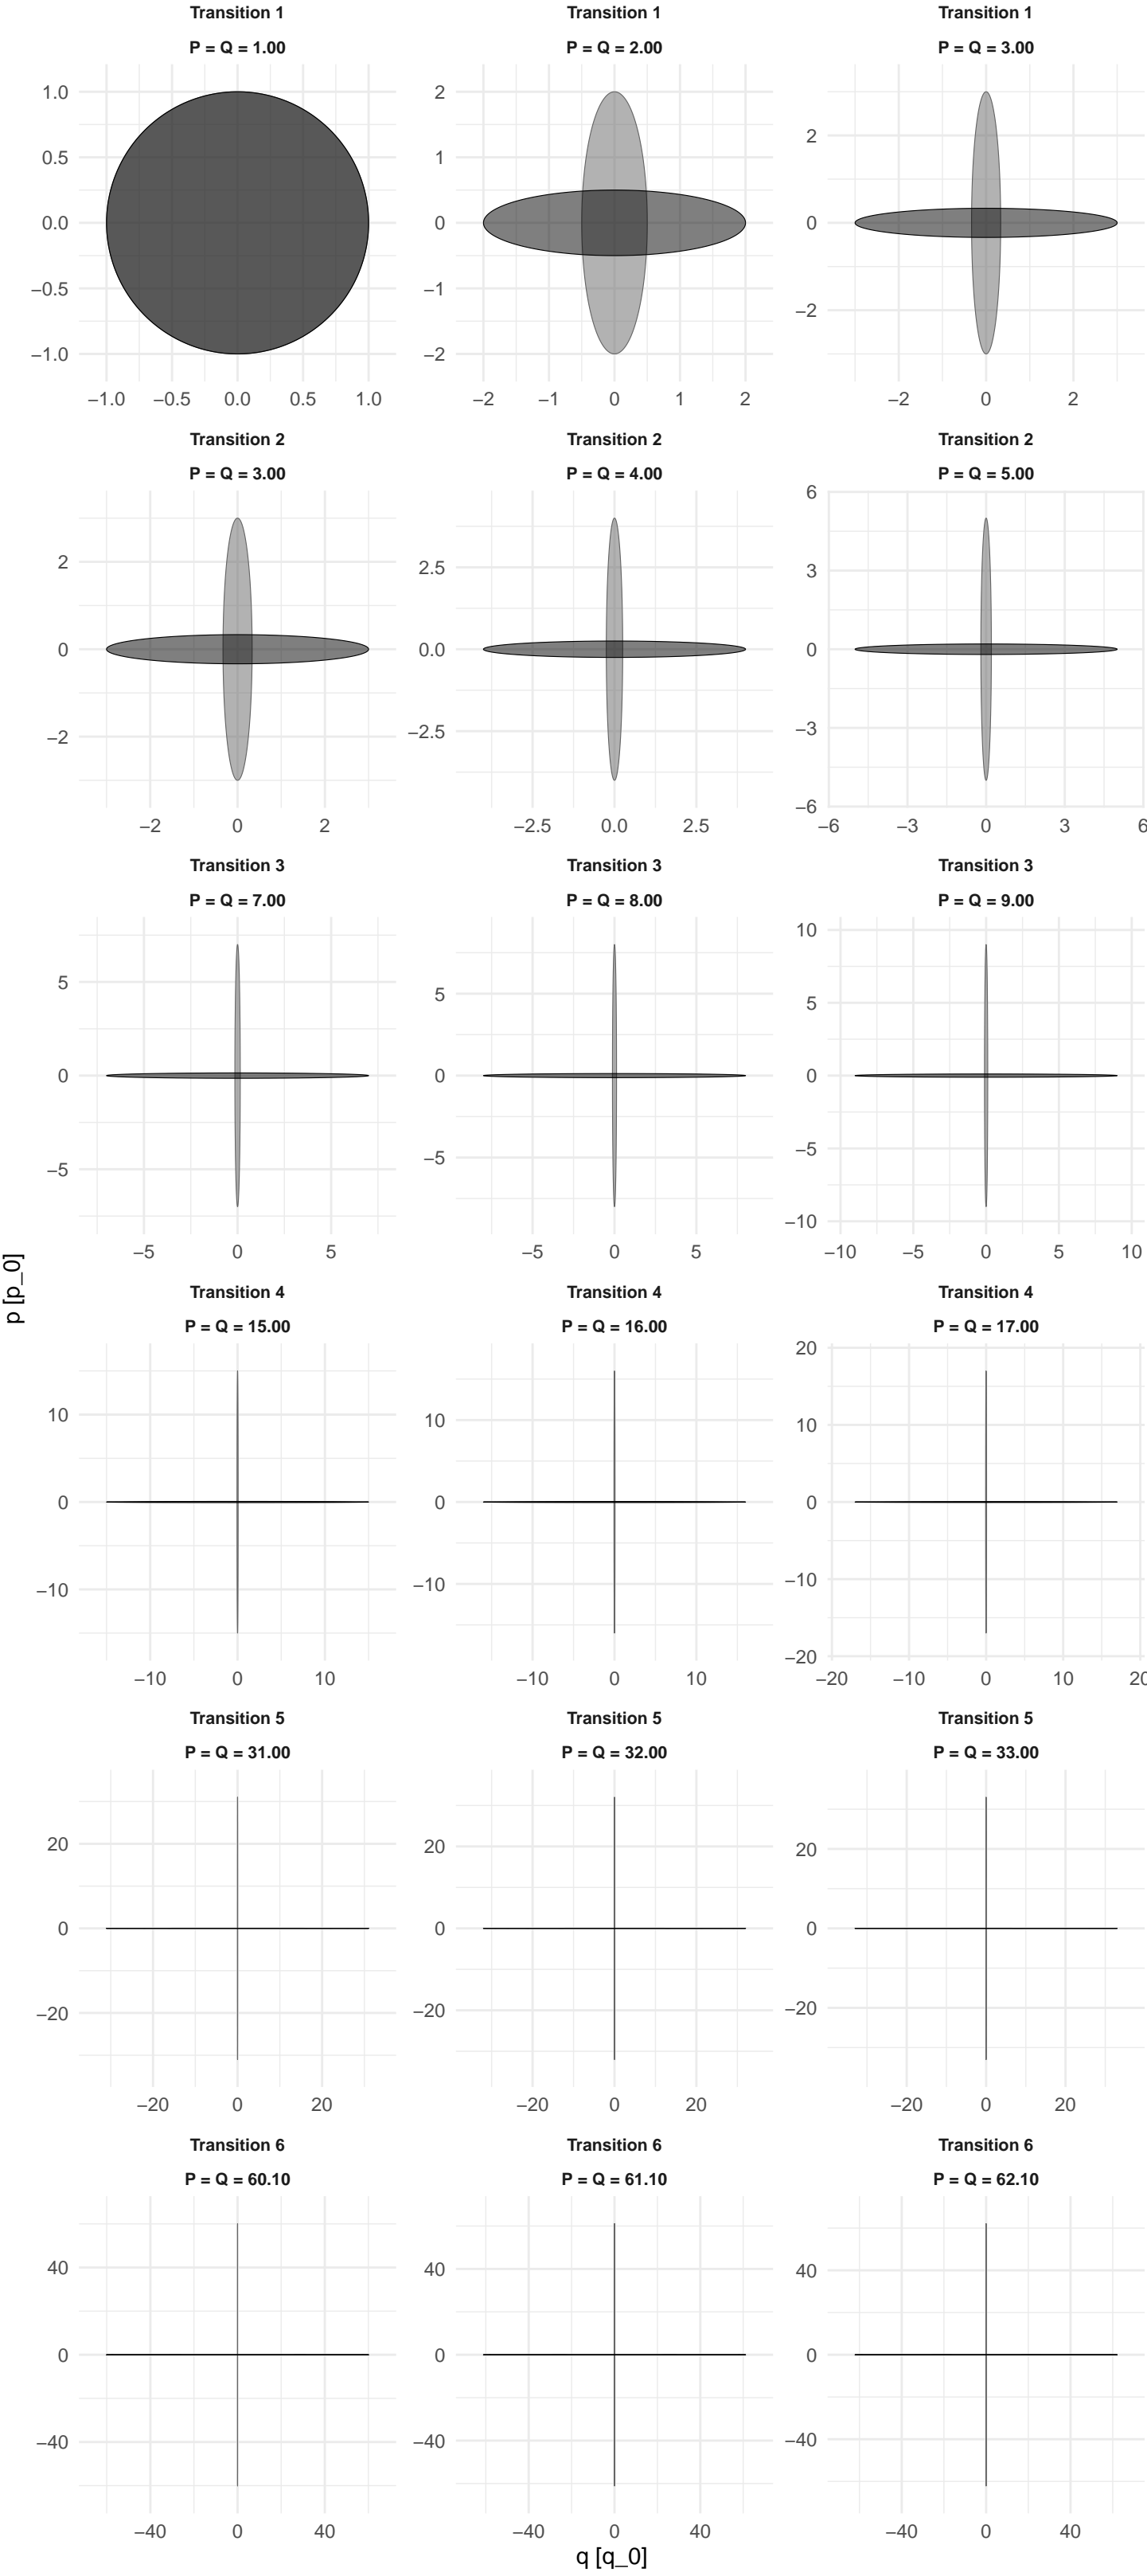 Transition 1 Transition 1 Transition 1
P = Q = 1.00 P = Q = 2.00 P = Q = 3.00
1.0 2
2
0.5 1
0.0 0 0
−0.5 −1
−2
−1.0 −2
−1.0 −0.5 0.0 0.5 1.0 −2 −1 0 1 2 −2 0 2
Transition 2 Transition 2 Transition 2
P = Q = 3.00 P = Q = 4.00 P = Q = 5.00
6
2 2.5 3
0 0.0 0
−2 −2.5 −3
−6
−2 0 2 −2.5 0.0 2.5 −6 −3 0 3 6
Transition 3 Transition 3 Transition 3
P = Q = 7.00 P = Q = 8.00 P = Q = 9.00
10
5 5 5
0 0 0
−5 −5 −5
−10
−5 0 5 −5 0 5 −10 −5 0 5 10
p [p_0]
Transition 4 Transition 4 Transition 4
P = Q = 15.00 P = Q = 16.00 P = Q = 17.00
20
10 10 10
0 0 0
−10 −10 −10
−20
−10 0 10 −10 0 10 −20 −10 0 10 20
Transition 5 Transition 5 Transition 5
P = Q = 31.00 P = Q = 32.00 P = Q = 33.00
20 20 20
0 0 0
−20 −20 −20
−20 0 20 −20 0 20 −20 0 20
Transition 6 Transition 6 Transition 6
P = Q = 60.10 P = Q = 61.10 P = Q = 62.10
40 40 40
0 0 0
−40 −40 −40
−40 0 40 −40 0 40 −40 0 40
q [q_0]